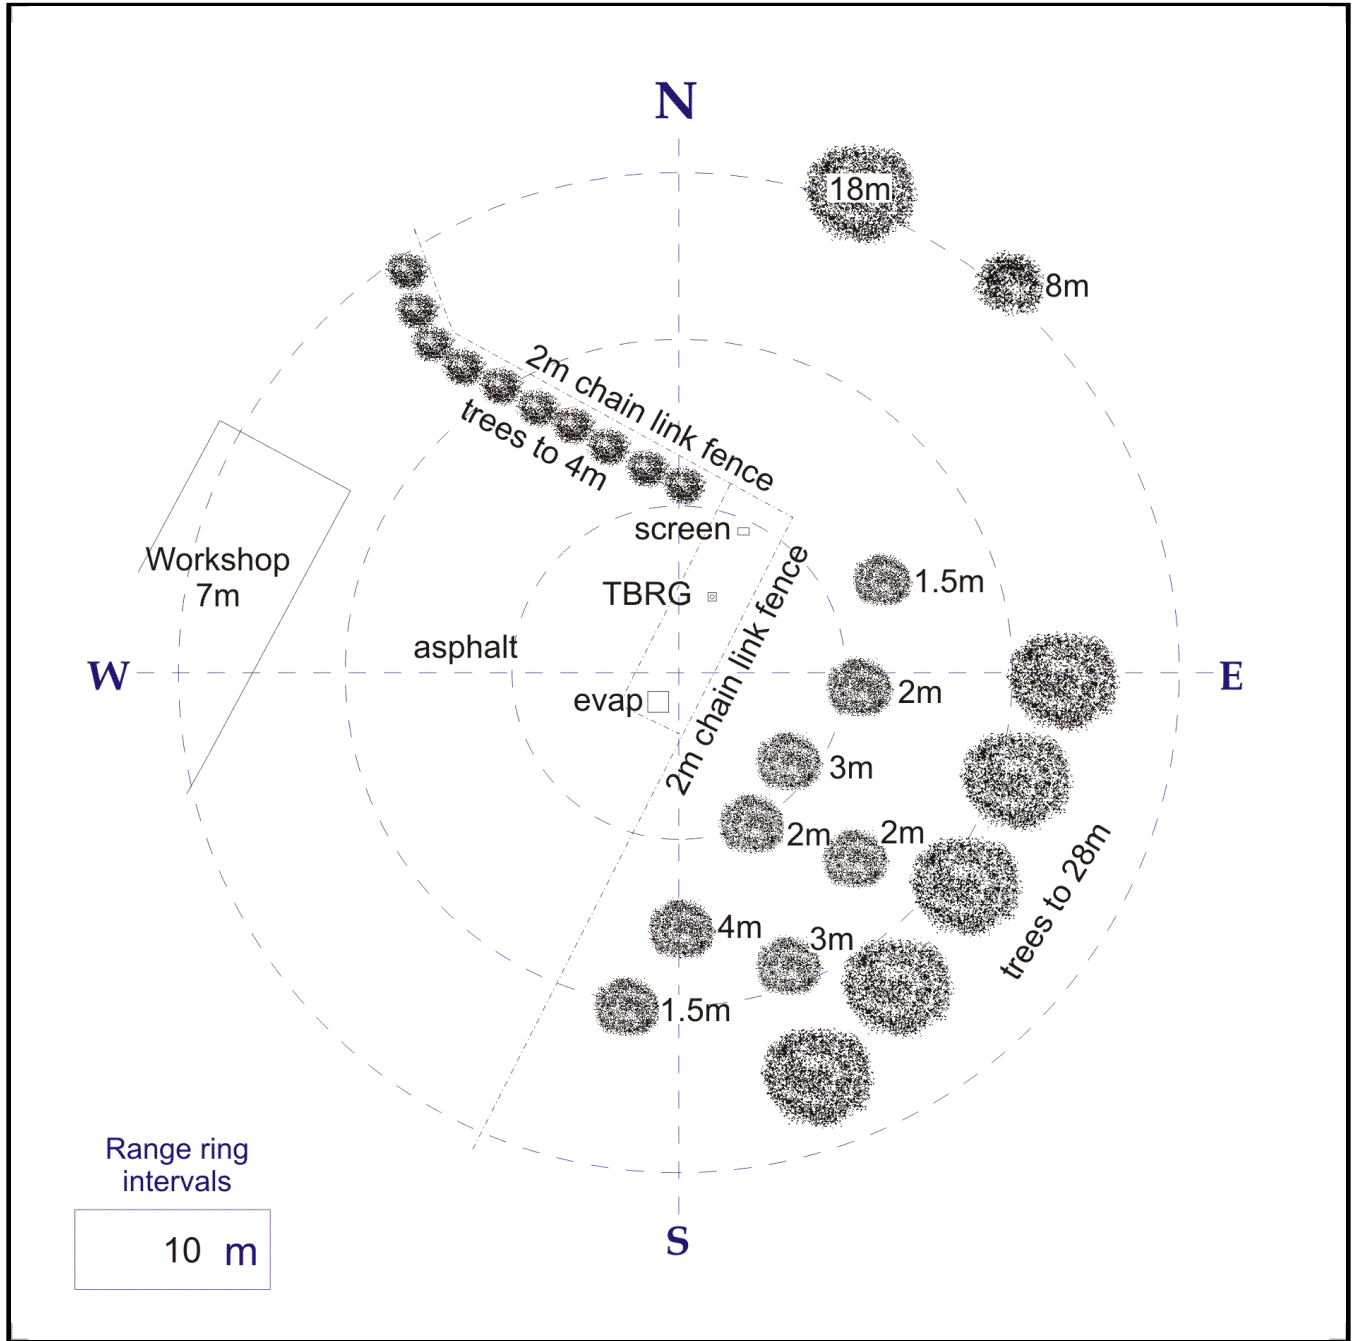 N
18m
8m
2m chain link fence
trees to 4m
screen
Workshop
7m
TBRG
1.5m
2m chain link fence
asphalt
W
E
evap
2m
3m
2m
2m
trees to 28m
4m
3m
1.5m
Range ring
intervals
10 m
S